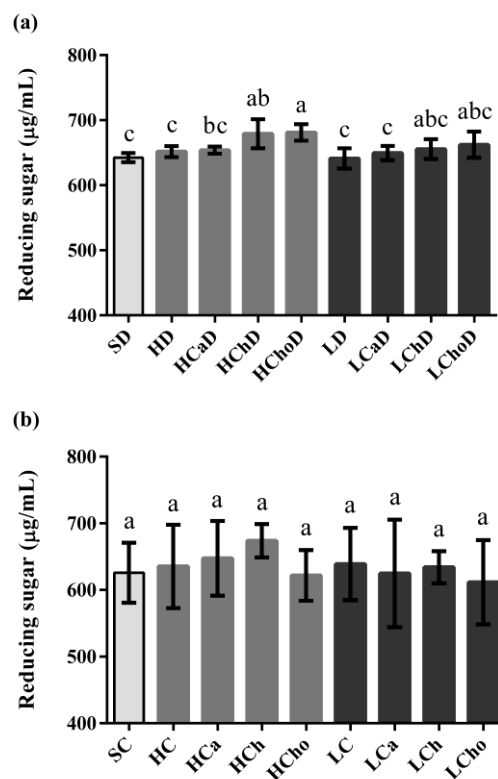 (a)
Reducing sugar (µg/mL)
800
700
600
500
400
c c bc ab a c c abc abc
SD HD HCaD HChD HChoD LD LCaD LChD LChoD
(b)
Reducing sugar (µg/mL)
800
700
600
500
400
a a a a a a a a a
SC HC HCa HCh HCho LC LCa LCh LCho